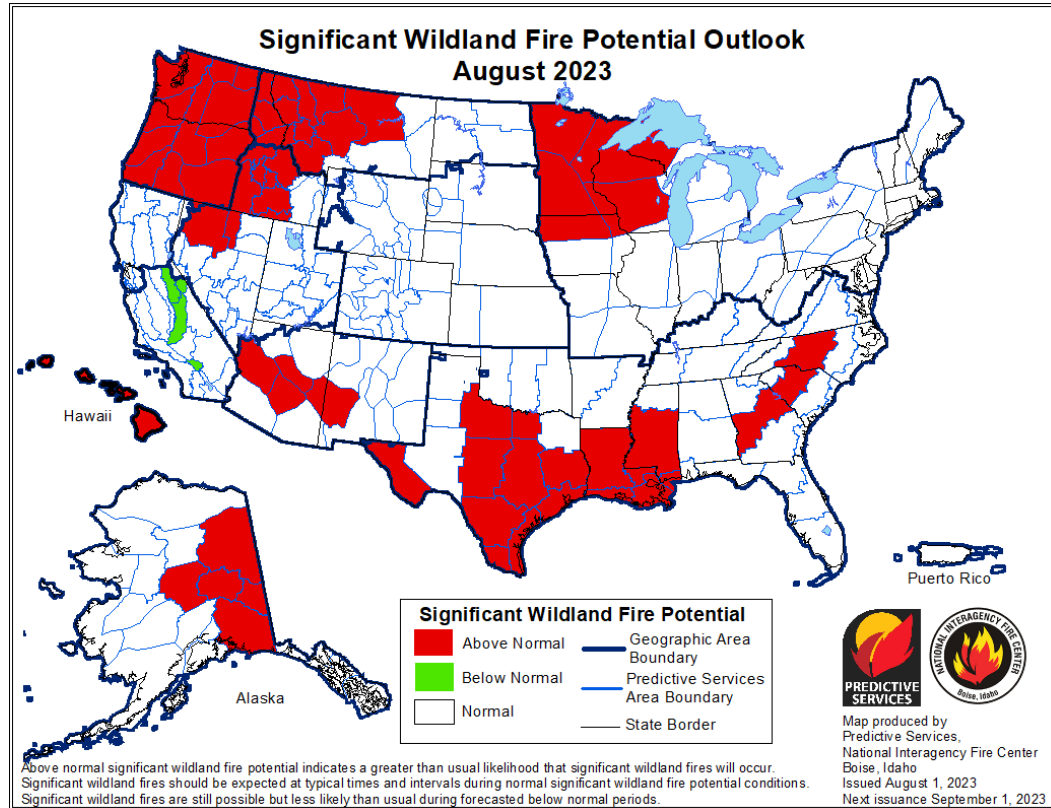 Significant Wildland Fire Potential Outlook
August 2023
Hawaii
Alaska
Puerto Rico
Significant Wildland Fire Potential
Above Normal
Below Normal
Normal
Geographic Area
Boundary
Predictive Services
Area Boundary
State Border
PREDICTIVE
SERVICES
NATIONAL INTERAGENCY FIRE CENTER
Boise, Idaho
Map produced by
Predictive Services,
National Interagency Fire Center
Boise, Idaho
Issued August 1, 2023
Next issuance September 1, 2023
Above normal significant wildland fire potential indicates a greater than usual likelihood that significant wildland fires will occur.
Significant wildland fires should be expected at typical times and intervals during normal significant wildland fire potential conditions.
Significant wildland fires are still possible but less likely than usual during forecasted below normal periods.